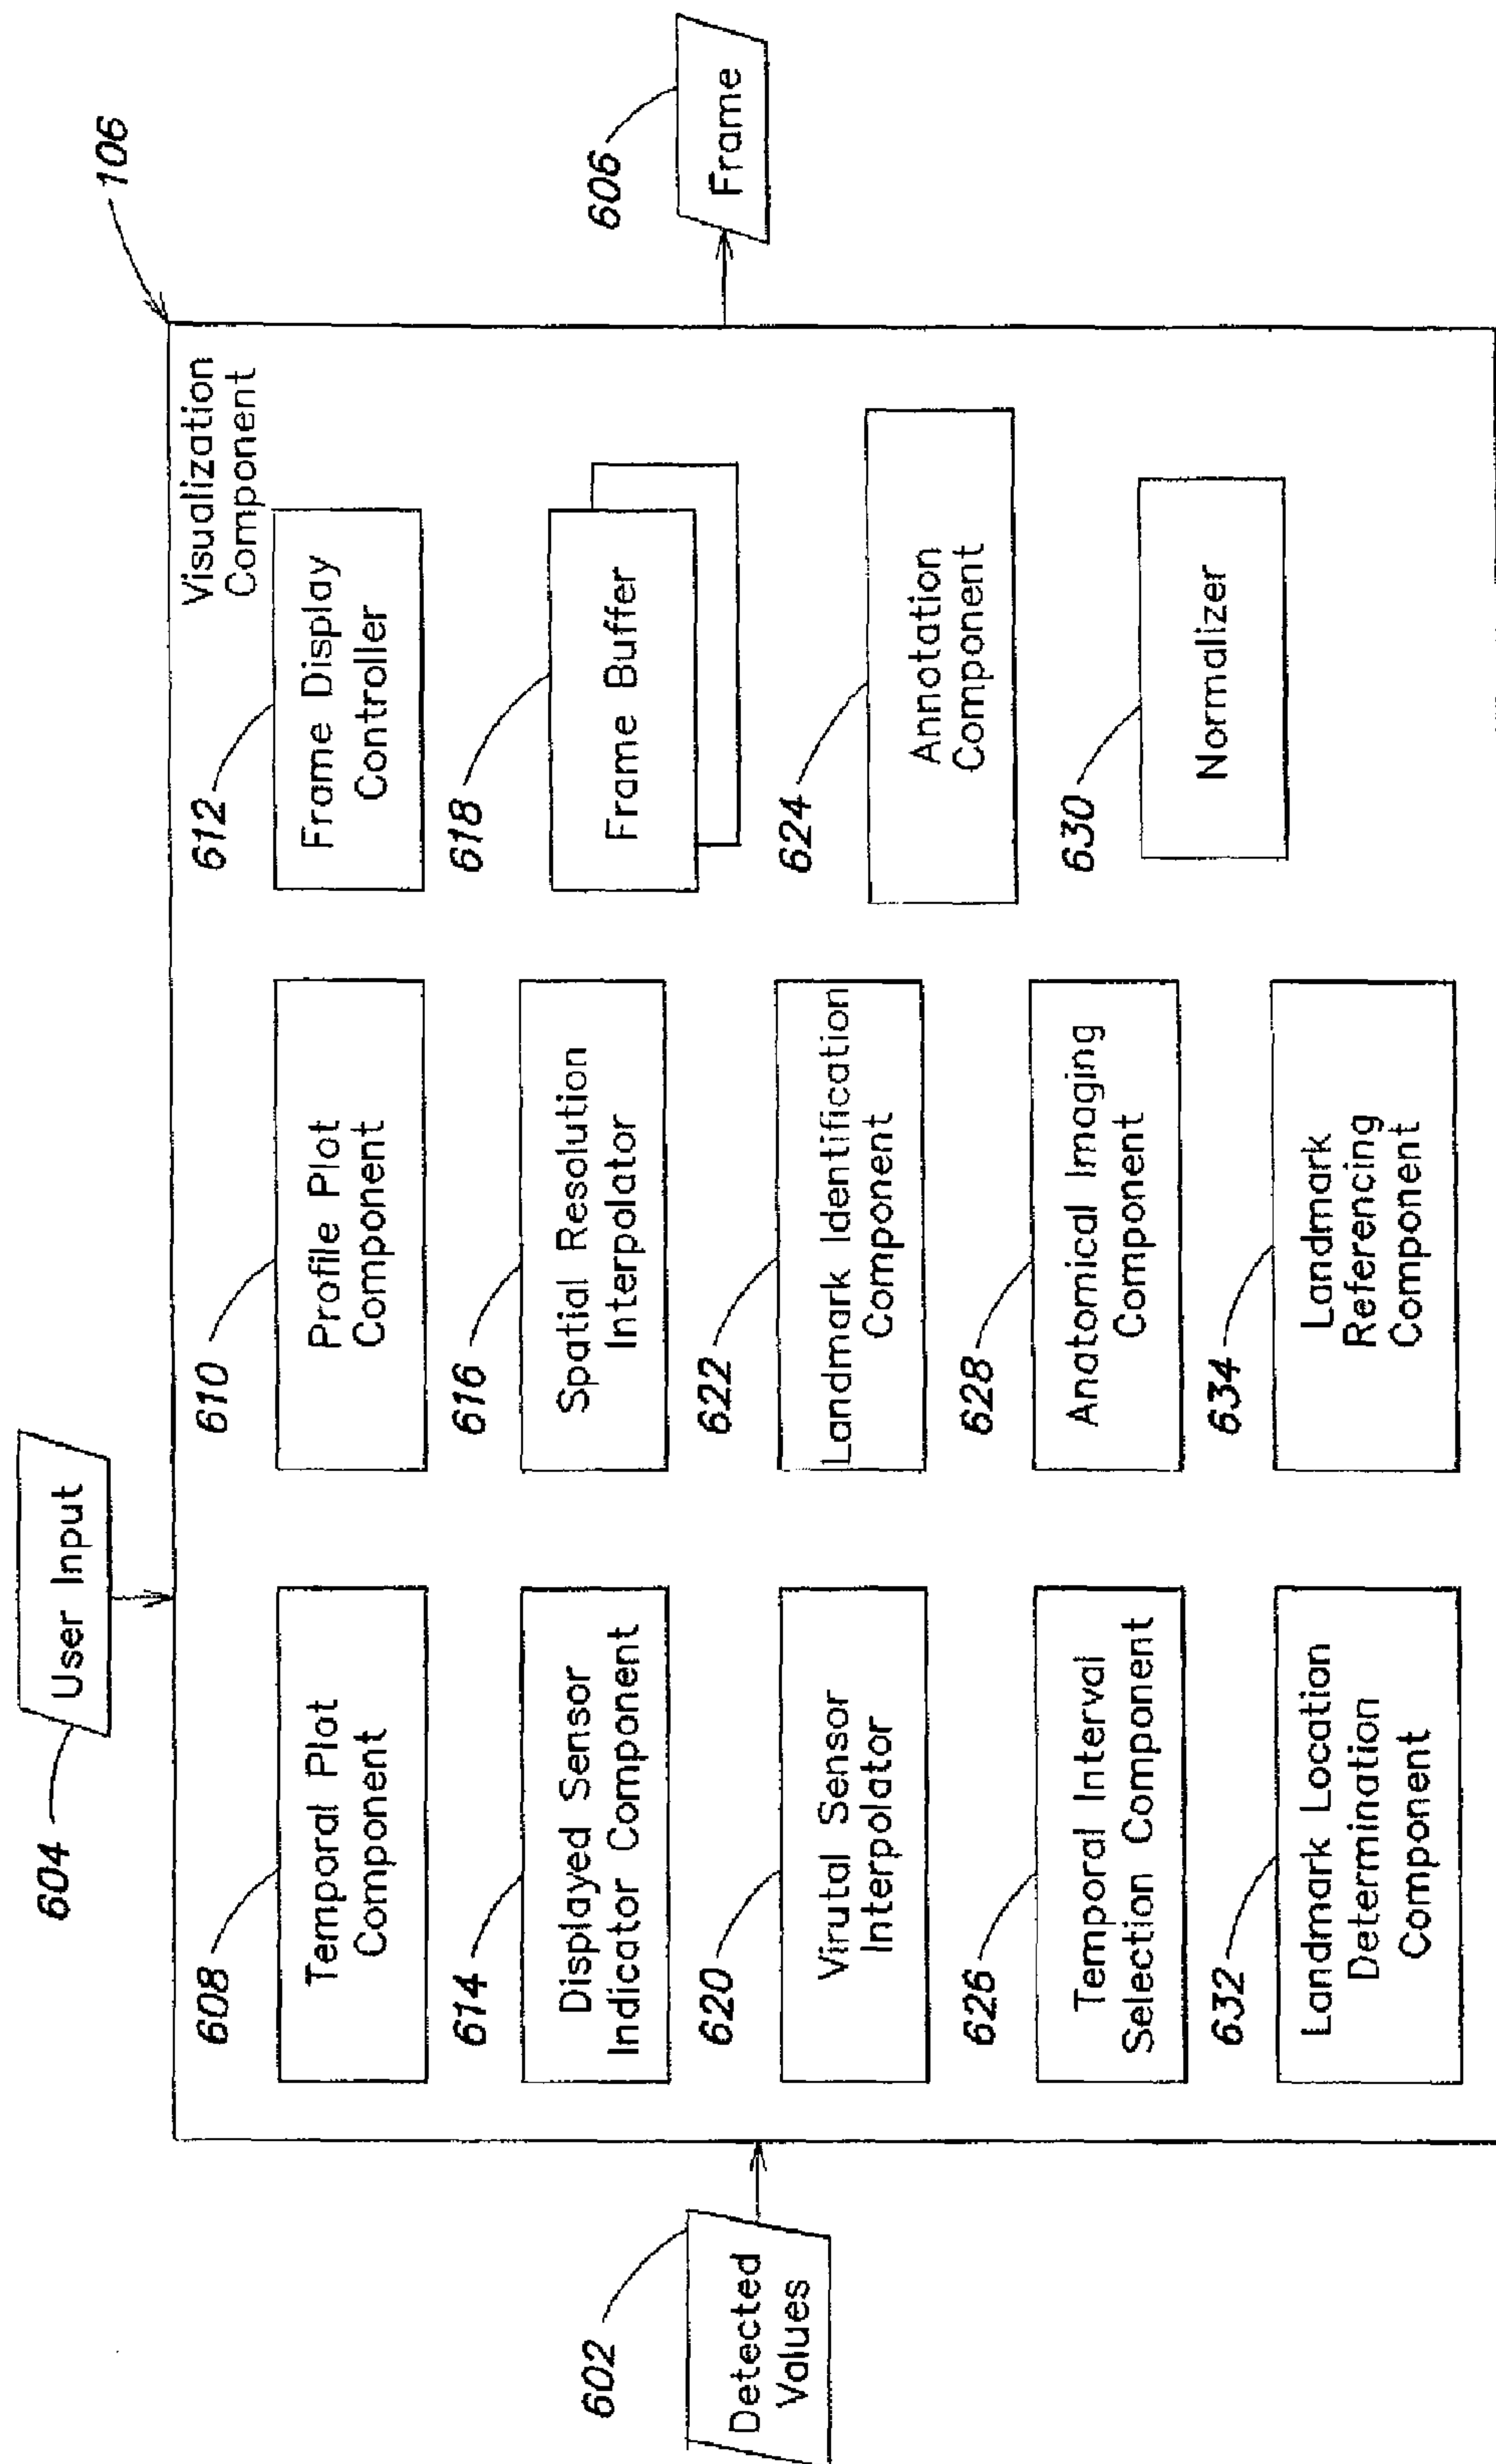 604
User Input
106
Visualization
Component
608
Temporal Plot
Component
610
Profile Plot
Component
612
Frame Display
Controller
614
Displayed Sensor
Indicator Component
616
Spatial Resolution
Interpolator
618
Frame Buffer
602
Detected
Values
606
Frame
620
Virutal Sensor
Interpolator
622
Landmark Identification
Component
624
Annotation
Component
626
Temporal Interval
Selection Component
628
Anatomical Imaging
Component
630
Normalizer
632
Landmark Location
Determination
Component
634
Landmark
Referencing
Component